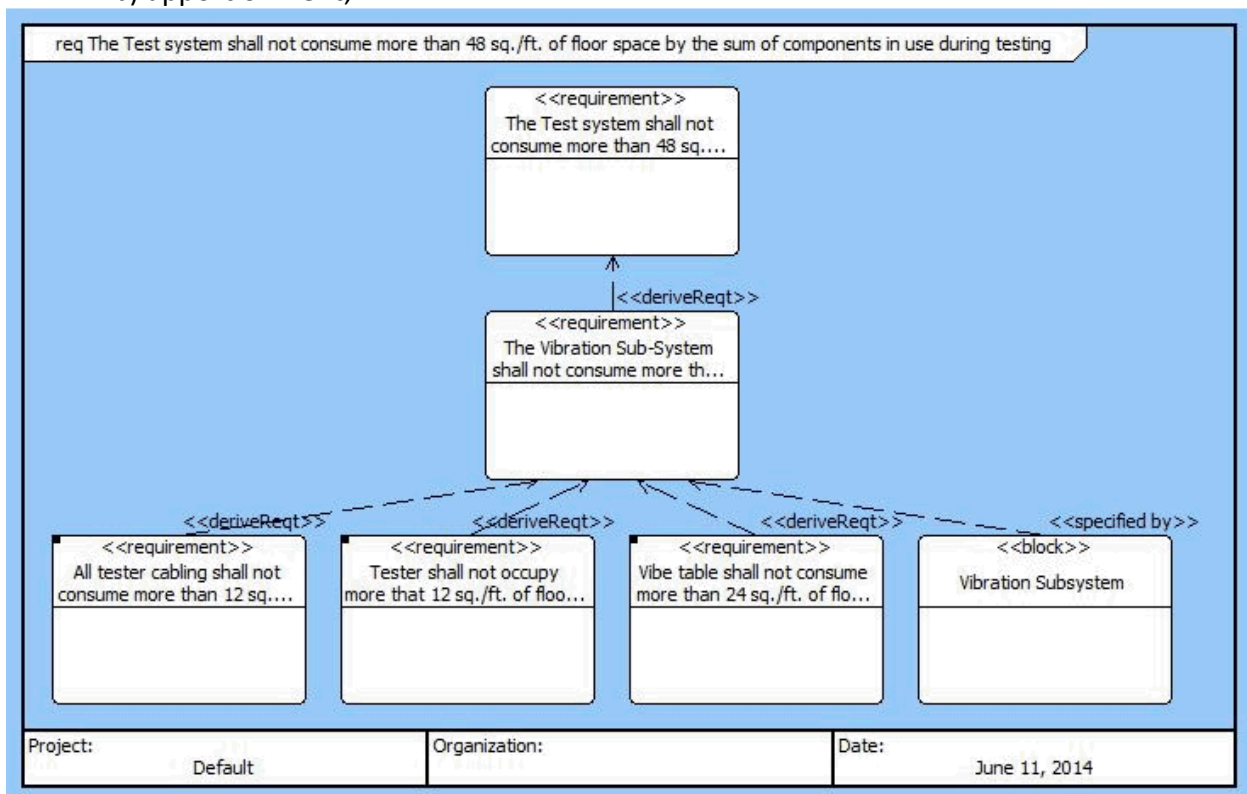 req The Test system shall not consume more than 48 sq./ft. of floor space by the sum of components in use during testing
<<requirement>>
The Test system shall not
consume more than 48 sq....
<<deriveReqt>>
<<requirement>>
The Vibration Sub-System
shall not consume more th...
<<deriveReqt>>
<<deriveReqt>>
<<deriveReqt>>
<<specified by>>
<<requirement>>
All tester cabling shall not
consume more than 12 sq....
<<requirement>>
Tester shall not occupy
more that 12 sq./ft. of floo...
<<requirement>>
Vibe table shall not consume
more than 24 sq./ft. of flo...
<<block>>
Vibration Subsystem
Project:
Default
Organization:
Date:
June 11, 2014